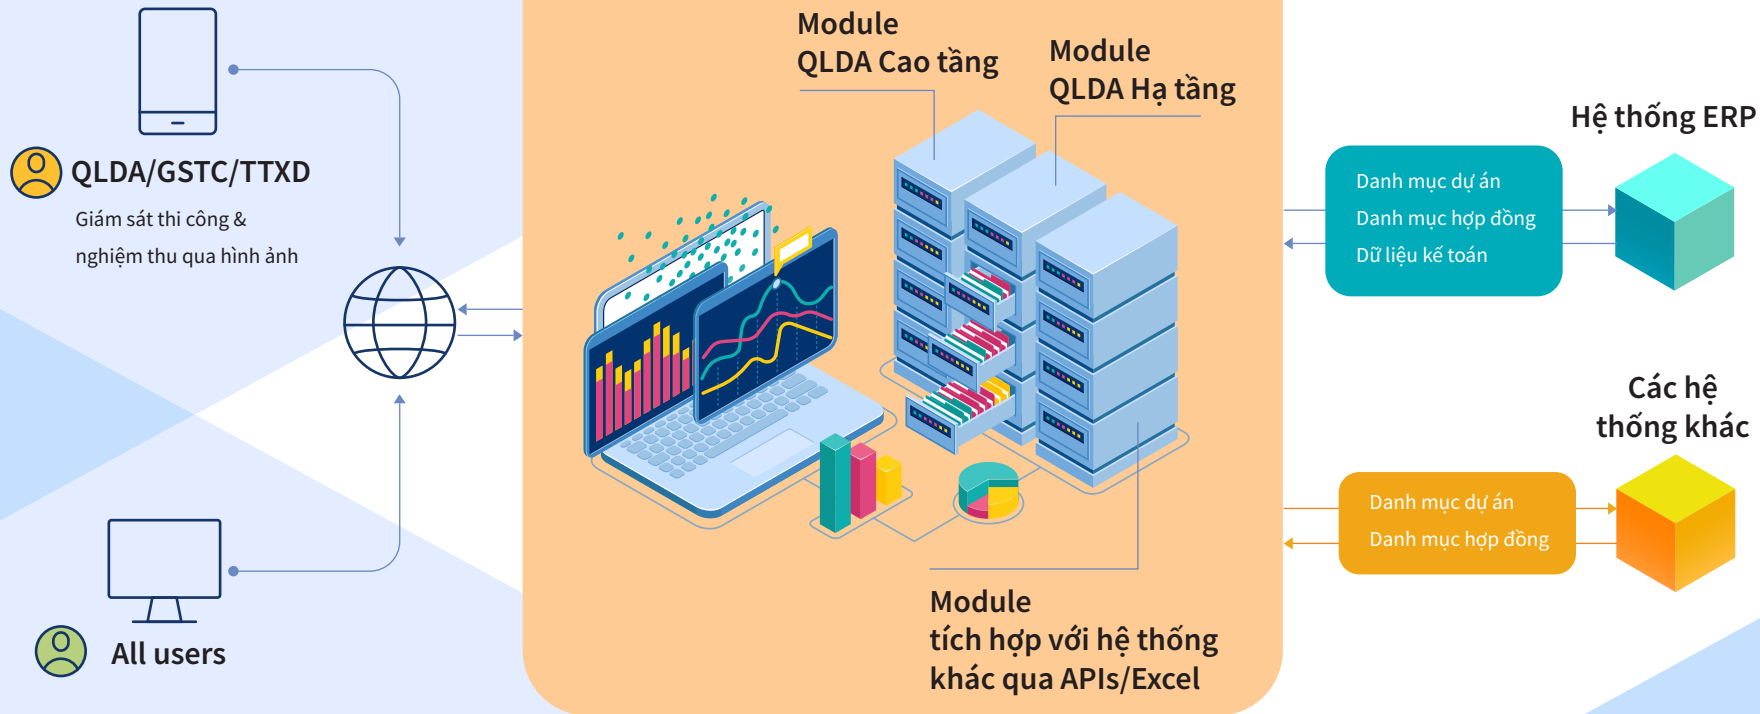 QLDA/GSTC/TTXD
Giám sát thi công &
nghiệm thu qua hình ảnh
All users
Module
QLDA Cao tầng
Module
QLDA Hạ tầng
Module
tích hợp với hệ thống
khác qua APIs/Excel
Hệ thống ERP
Danh mục dự án
Danh mục hợp đồng
Dữ liệu kế toán
Các hệ
thống khác
Danh mục dự án
Danh mục hợp đồng